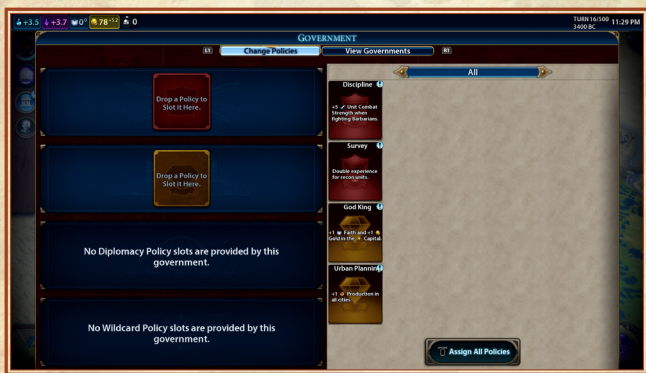 +3.5 +3.7 0⁰ 78⁺⁵·² 0
TURN 16/500 11:29 PM
3400 BC
GOVERNMENT
L1 Change Policies View Governments R1
Drop a Policy to
Slot it Here.
Drop a Policy to
Slot it Here.
No Diplomacy Policy slots are provided by this
government.
No Wildcard Policy slots are provided by this
government.
All
Discipline
+5 Unit Combat
Strength when
fighting Barbarians.
Survey
Double experience
for recon units.
God King
+1 Faith and +1
Gold in the Capital.
Urban Planning
+1 Production in
all cities.
Assign All Policies